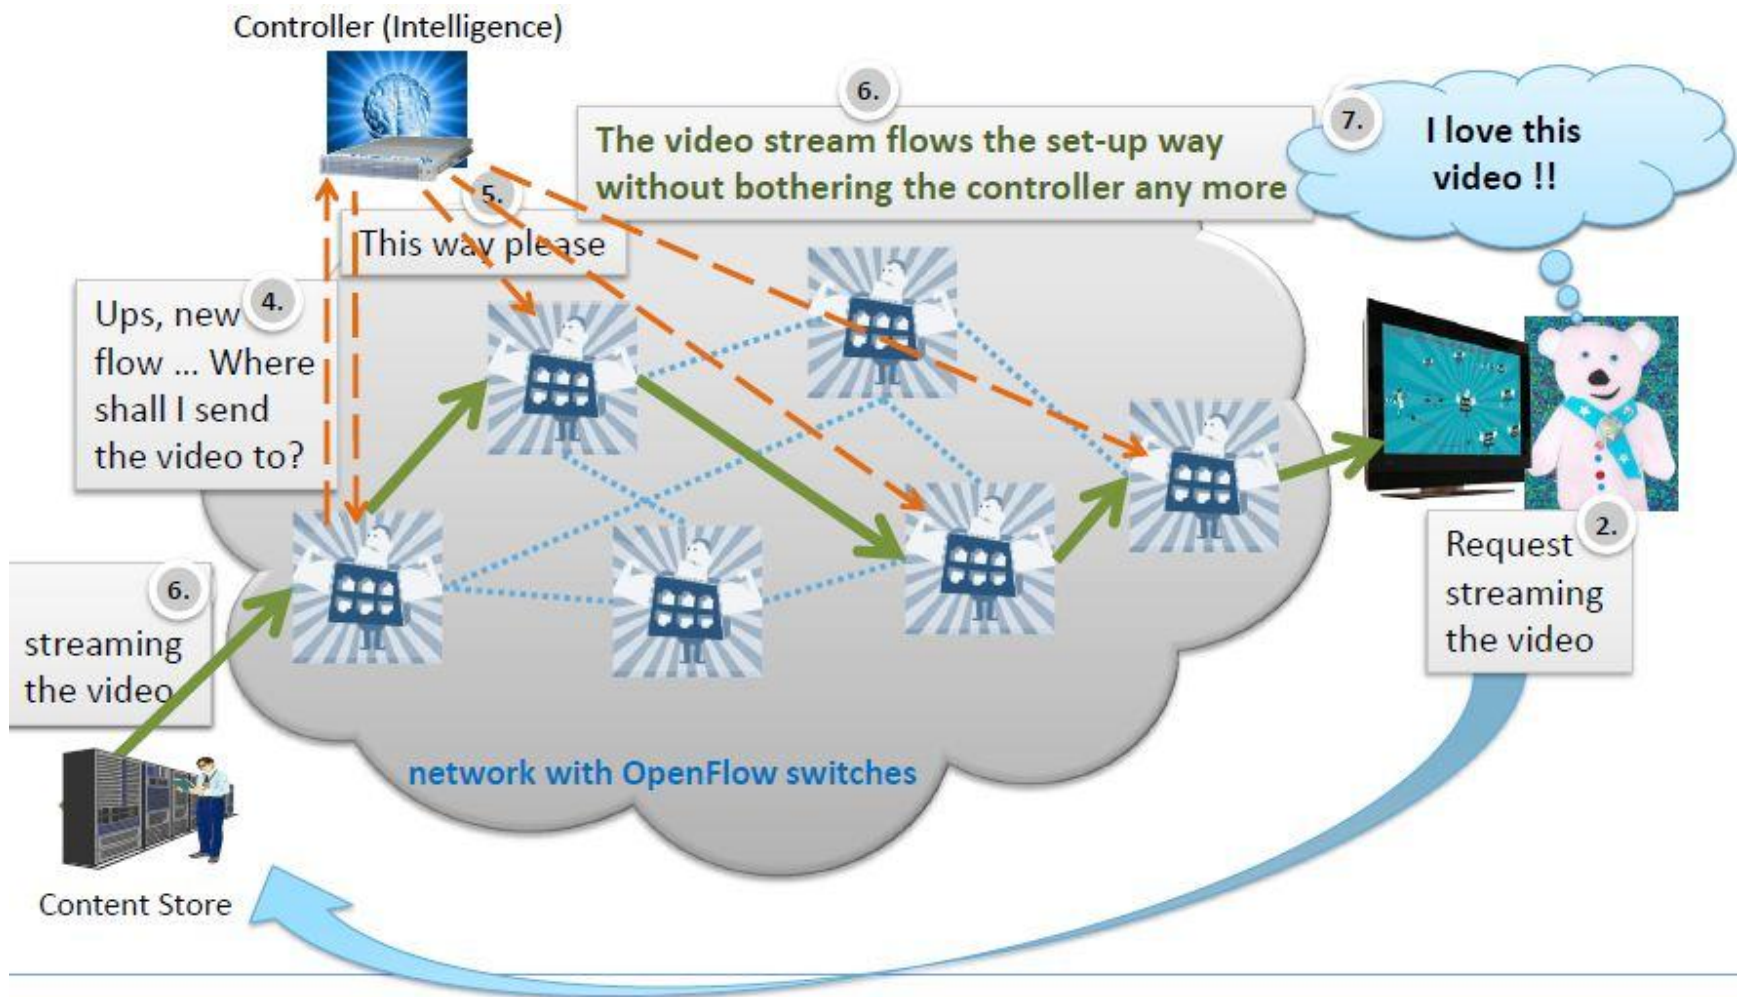 Controller (Intelligence)
6.
The video stream flows the set-up way
without bothering the controller any more
7.
I love this
video !!
5.
This way please
4.
Ups, new
flow ... Where
shall I send
the video to?
2.
Request
streaming
the video
6.
streaming
the video
network with OpenFlow switches
Content Store